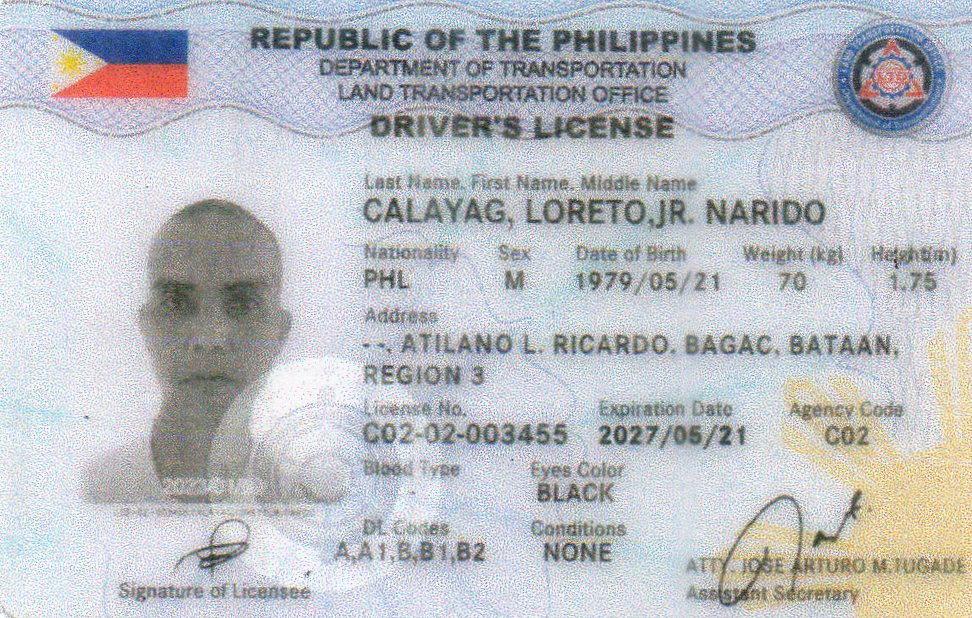 REPUBLIC OF THE PHILIPPINES
DEPARTMENT OF TRANSPORTATION
LAND TRANSPORTATION OFFICE
DRIVER'S LICENSE
Last Name, First Name, Middle Name
CALAYAG, LORETO,JR. NARIDO
Nationality Sex Date of Birth Weight (kg) Height(m)
PHL M 1979/05/21 70 1.75
Address
--, ATILANO L. RICARDO, BAGAC, BATAAN,
REGION 3
License No. Expiration Date Agency Code
C02-02-003455 2027/05/21 C02
Blood Type Eyes Color
- BLACK
DL Codes Conditions
A,A1,B,B1,B2 NONE
ATTY. JOSE ARTURO M.TUGADE
Signature of Licensee Assistant Secretary